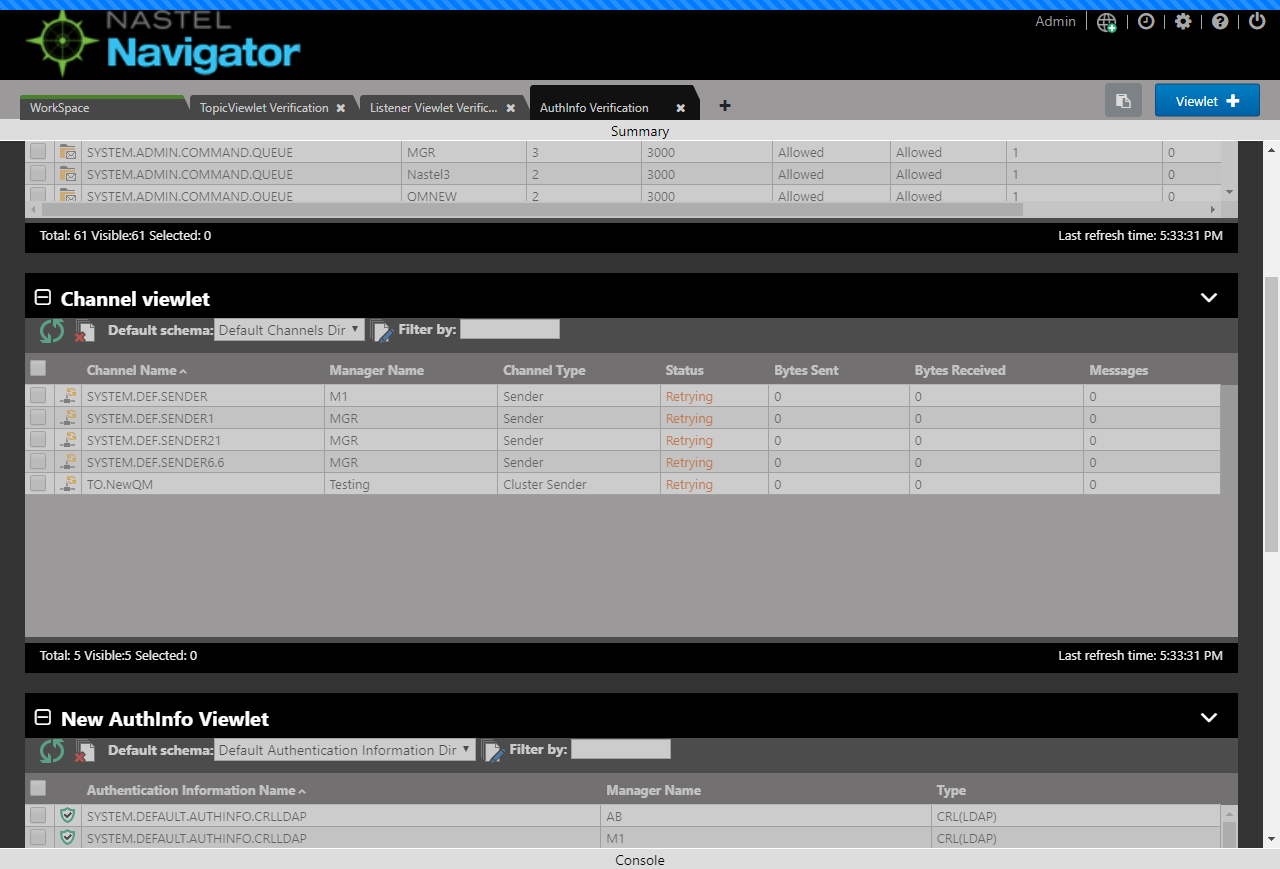 NASTEL
Navigator
Admin
WorkSpace
TopicViewlet Verification
Listener Viewlet Verific...
AuthInfo Verification
Viewlet
Summary
SYSTEM.ADMIN.COMMAND.QUEUE MGR 3 3000 Allowed Allowed 1 0
SYSTEM.ADMIN.COMMAND.QUEUE Nastel3 2 3000 Allowed Allowed 1 0
SYSTEM.ADMIN.COMMAND.QUEUE QMNEW 2 3000 Allowed Allowed 1 0
Total: 61 Visible:61 Selected: 0 Last refresh time: 5:33:31 PM
Channel viewlet
Default schema: Default Channels Dir Filter by:
Channel Name Manager Name Channel Type Status Bytes Sent Bytes Received Messages
SYSTEM.DEF.SENDER M1 Sender Retrying 0 0 0
SYSTEM.DEF.SENDER1 MGR Sender Retrying 0 0 0
SYSTEM.DEF.SENDER21 MGR Sender Retrying 0 0 0
SYSTEM.DEF.SENDER6.6 MGR Sender Retrying 0 0 0
TO.NewQM Testing Cluster Sender Retrying 0 0 0
Total: 5 Visible:5 Selected: 0 Last refresh time: 5:33:31 PM
New AuthInfo Viewlet
Default schema: Default Authentication Information Dir Filter by:
Authentication Information Name Manager Name Type
SYSTEM.DEFAULT.AUTHINFO.CRLLDAP AB CRL(LDAP)
SYSTEM.DEFAULT.AUTHINFO.CRLLDAP M1 CRL(LDAP)
Console